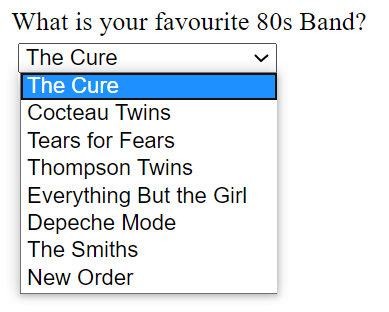 What is your favourite 80s Band?
The Cure
The Cure
Cocteau Twins
Tears for Fears
Thompson Twins
Everything But the Girl
Depeche Mode
The Smiths
New Order